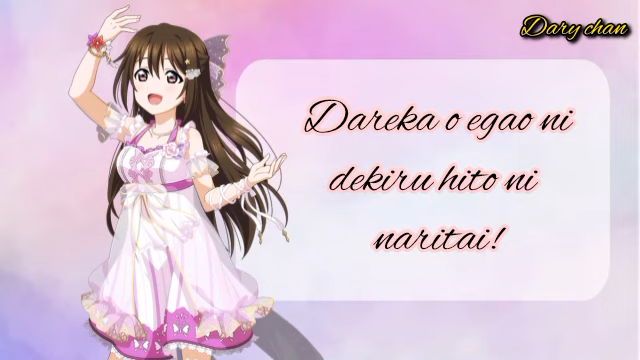 Dary chan
Dareka o egao ni
dekiru hito ni
naritai!